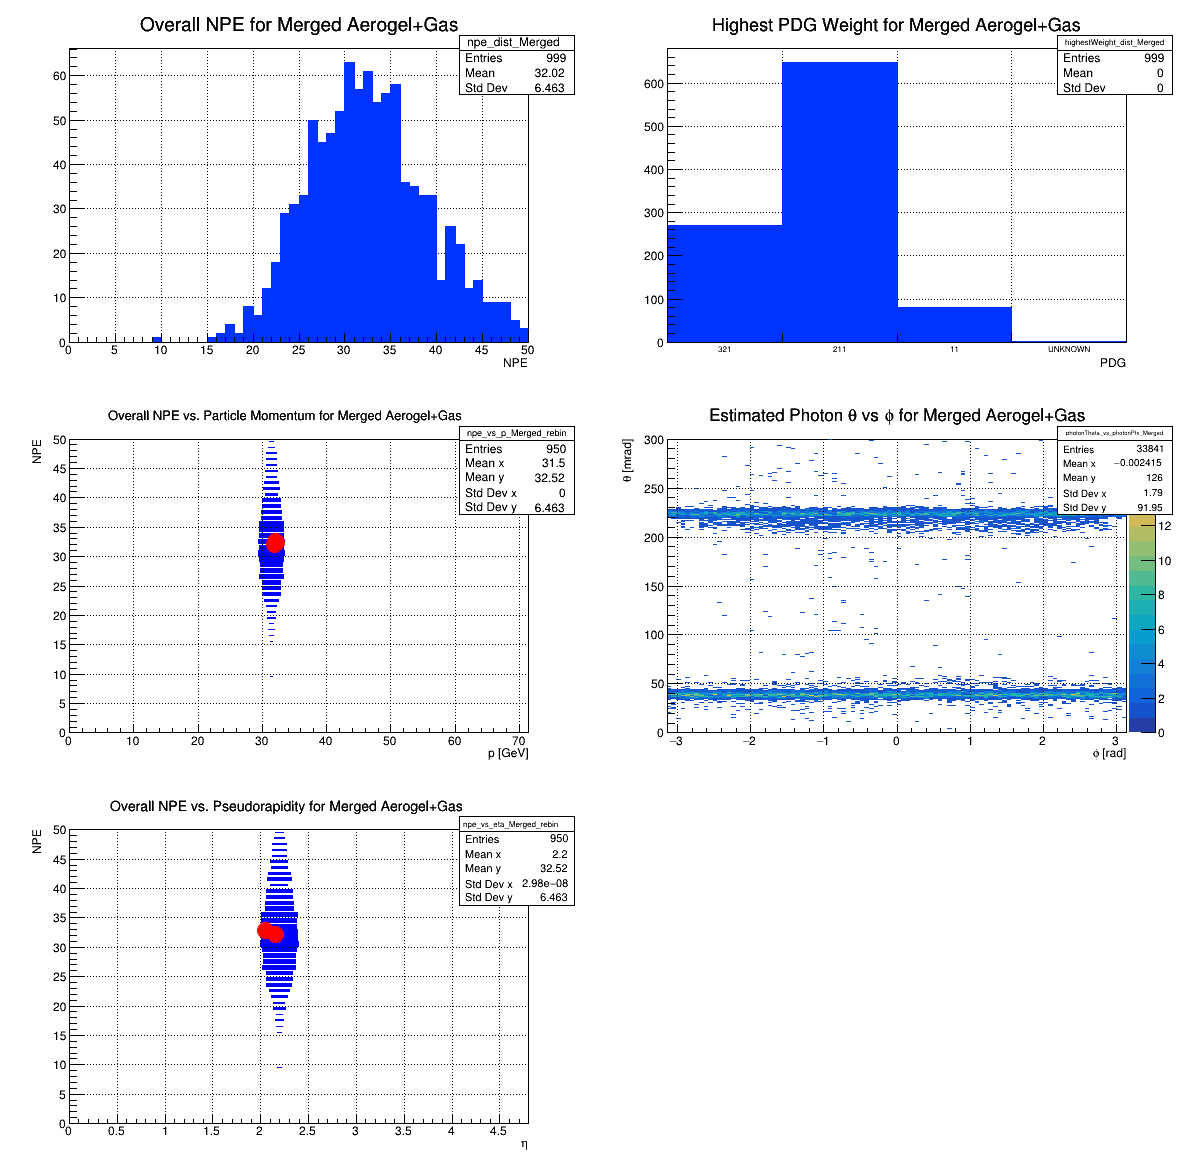 Overall NPE for Merged Aerogel+Gas
npe_dist_Merged
Entries 999
Mean 32.02
Std Dev 6.463
60
50
40
30
20
10
0
0 5 10 15 20 25 30 35 40 45 50
NPE
Highest PDG Weight for Merged Aerogel+Gas
highestWeight_dist_Merged
Entries 999
Mean 0
Std Dev 0
600
500
400
300
200
100
0
321 211 11 UNKNOWN
PDG
Overall NPE vs. Particle Momentum for Merged Aerogel+Gas
npe_vs_p_Merged_rebin
Entries 950
Mean x 31.5
Mean y 32.52
Std Dev x 0
Std Dev y 6.463
NPE
50
45
40
35
30
25
20
15
10
5
0
0 10 20 30 40 50 60 70
p [GeV]
Estimated Photon θ vs ϕ for Merged Aerogel+Gas
photonTheta_vs_photonPhi_Merged
Entries 33841
Mean x −0.002415
Mean y 126
Std Dev x 1.79
Std Dev y 91.95
θ [mrad]
300
250
200
150
100
50
0
−3 −2 −1 0 1 2 3
ϕ [rad]
12
10
8
6
4
2
0
Overall NPE vs. Pseudorapidity for Merged Aerogel+Gas
npe_vs_eta_Merged_rebin
Entries 950
Mean x 2.2
Mean y 32.52
Std Dev x 2.98e−08
Std Dev y 6.463
NPE
50
45
40
35
30
25
20
15
10
5
0
0 0.5 1 1.5 2 2.5 3 3.5 4 4.5
η